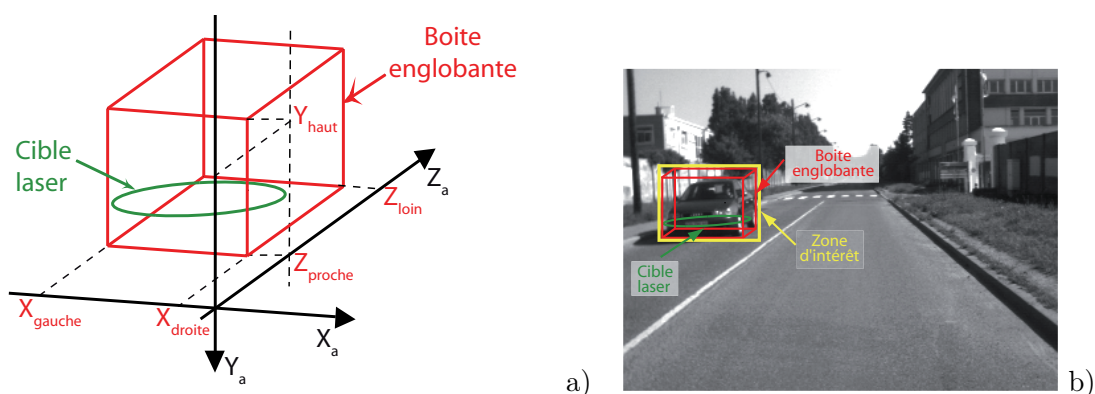 Boite
englobante
Cible
laser
Y haut
Z a
Z loin
Z proche
X gauche
X droite
X a
Y a
a)
Boite
englobante
Zone
d'intérêt
Cible
laser
b)